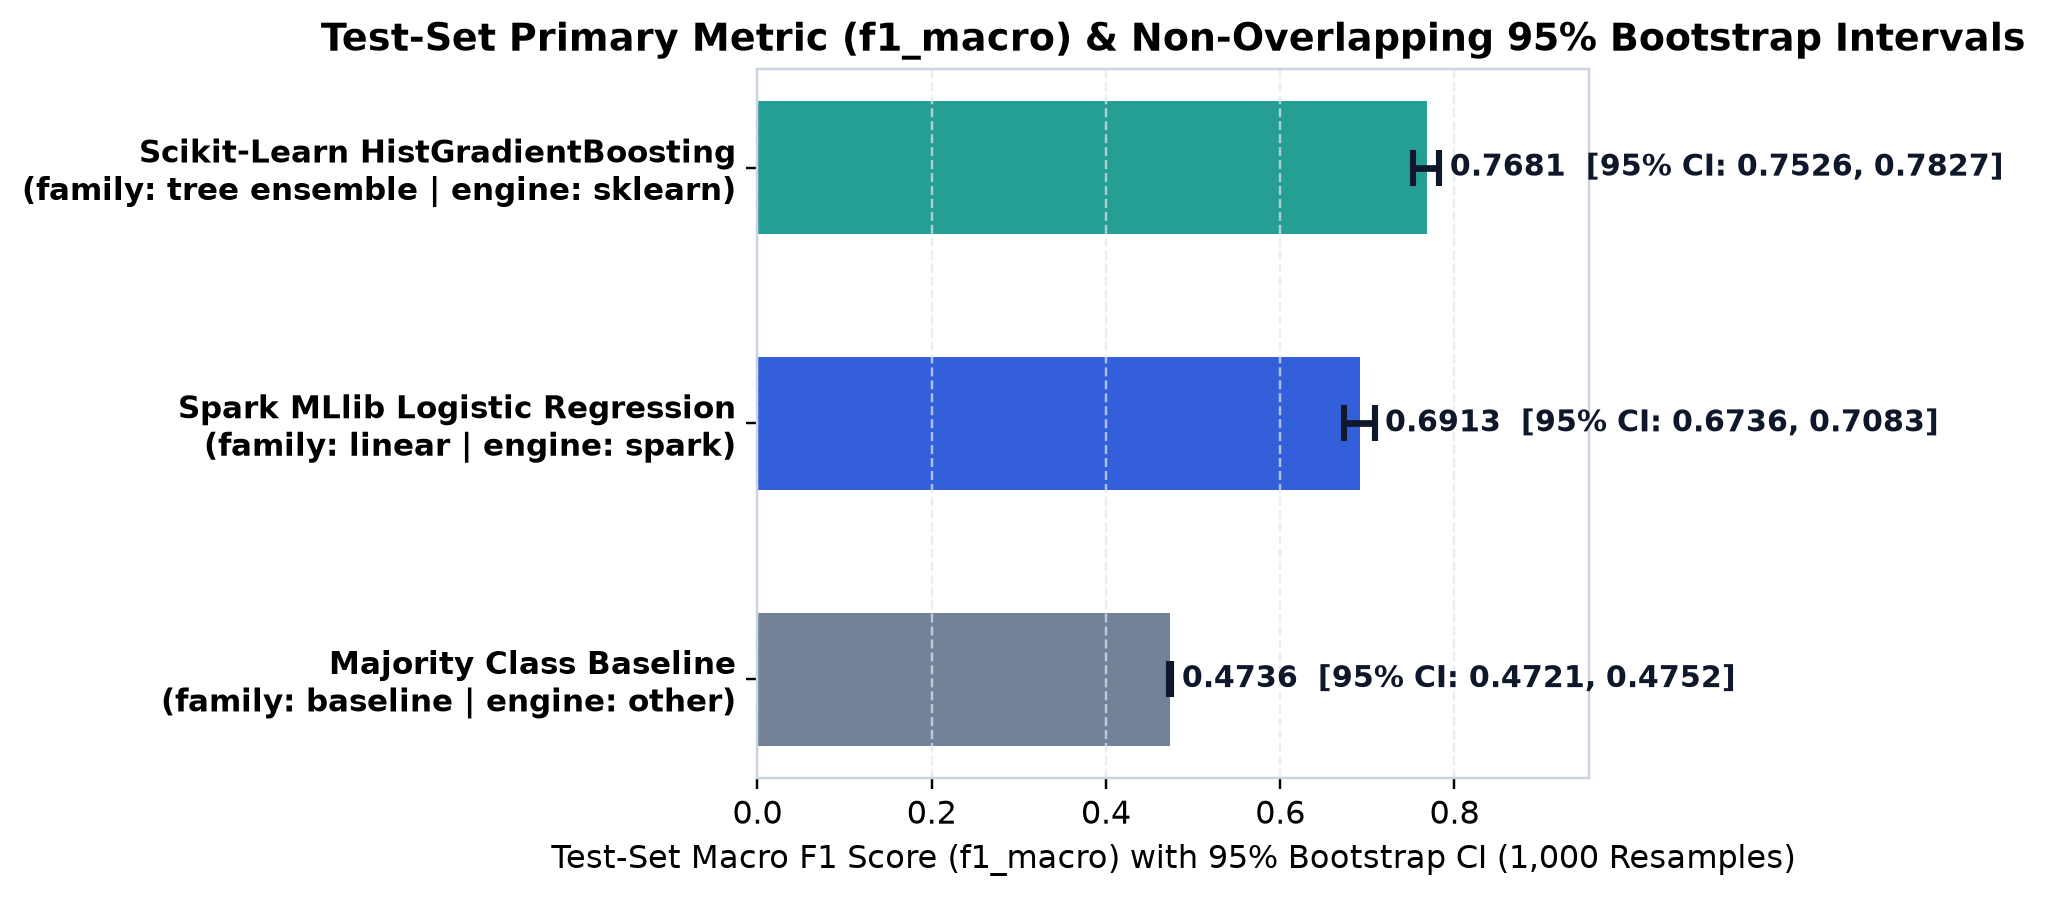 Test-Set Primary Metric (f1_macro) & Non-Overlapping 95% Bootstrap Intervals
Scikit-Learn HistGradientBoosting
(family: tree ensemble | engine: sklearn)
0.7681  [95% CI: 0.7526, 0.7827]
Spark MLlib Logistic Regression
(family: linear | engine: spark)
0.6913  [95% CI: 0.6736, 0.7083]
Majority Class Baseline
(family: baseline | engine: other)
0.4736  [95% CI: 0.4721, 0.4752]
0.0 0.2 0.4 0.6 0.8
Test-Set Macro F1 Score (f1_macro) with 95% Bootstrap CI (1,000 Resamples)